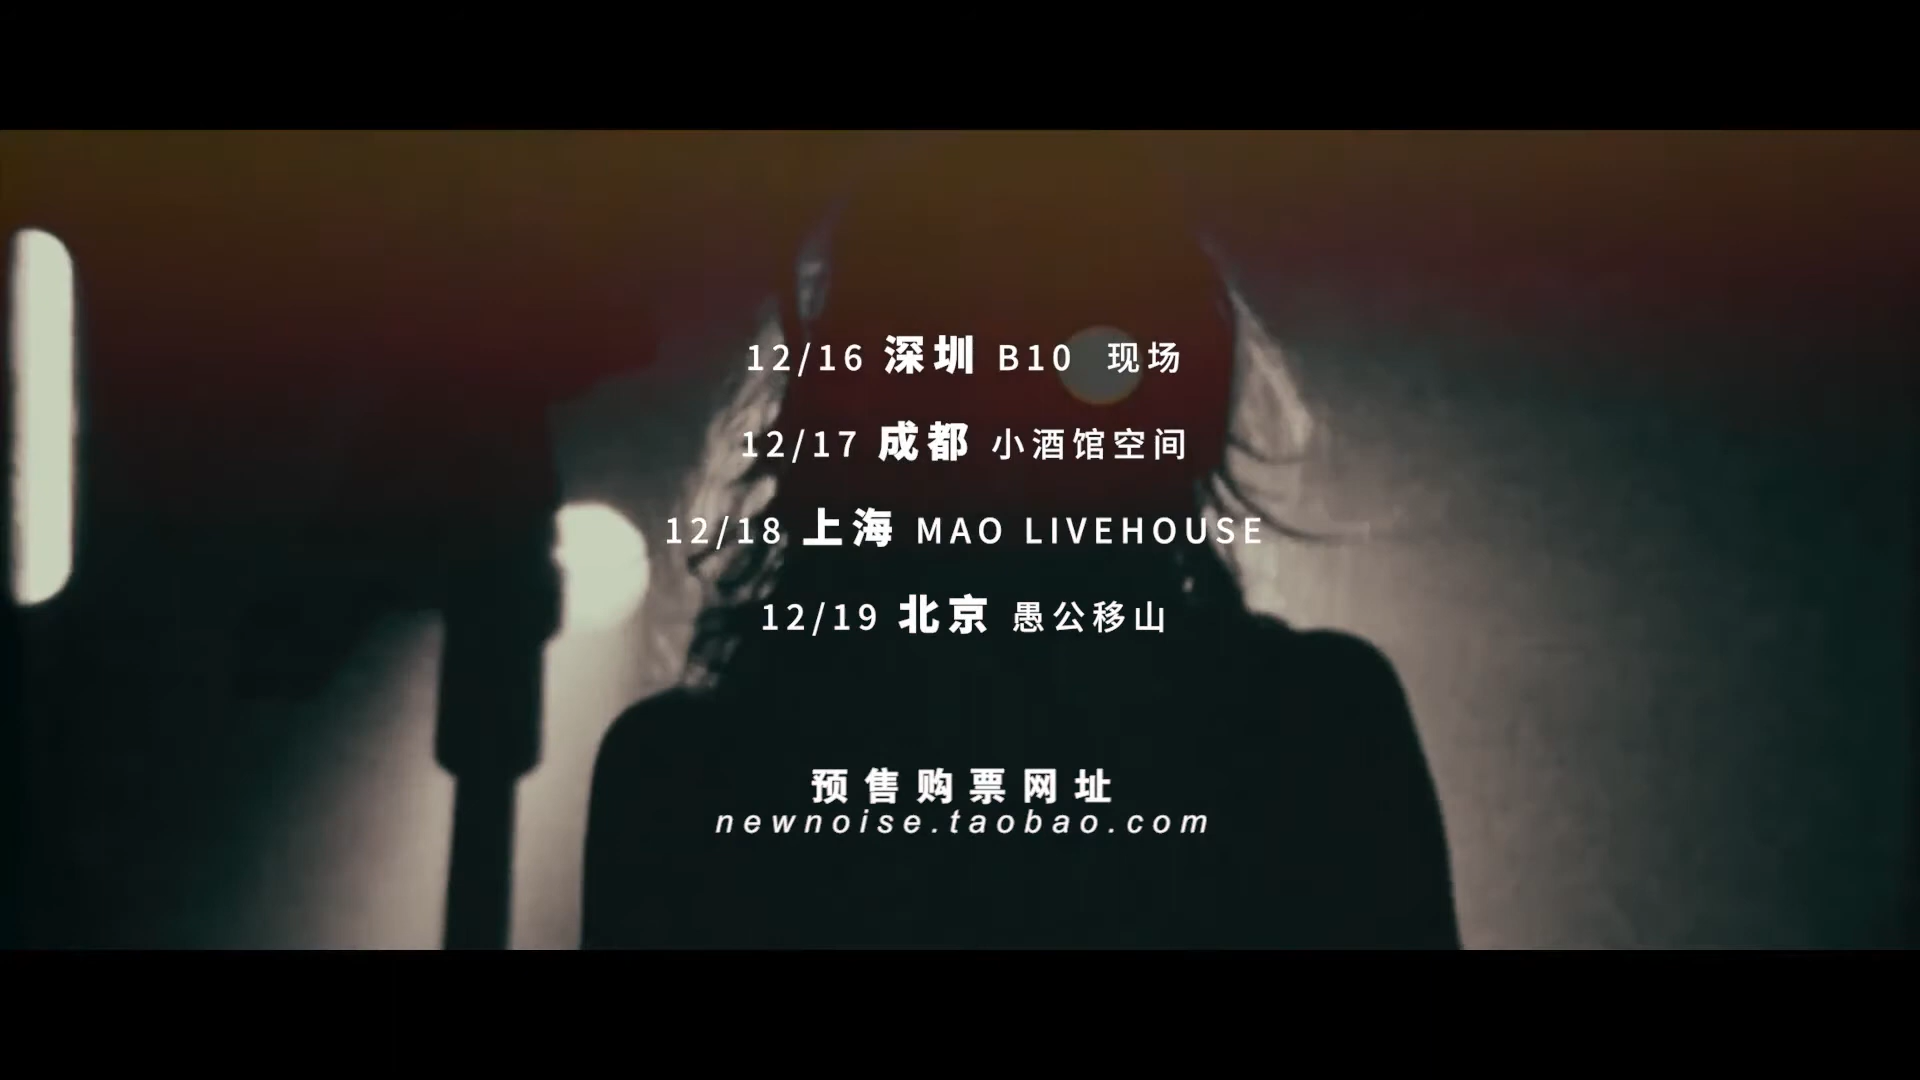 12/16 深圳 B10 现场
12/17 成都 小酒馆空间
12/18 上海 MAO LIVEHOUSE
12/19 北京 愚公移山
预售购票网址
newnoise.taobao.com